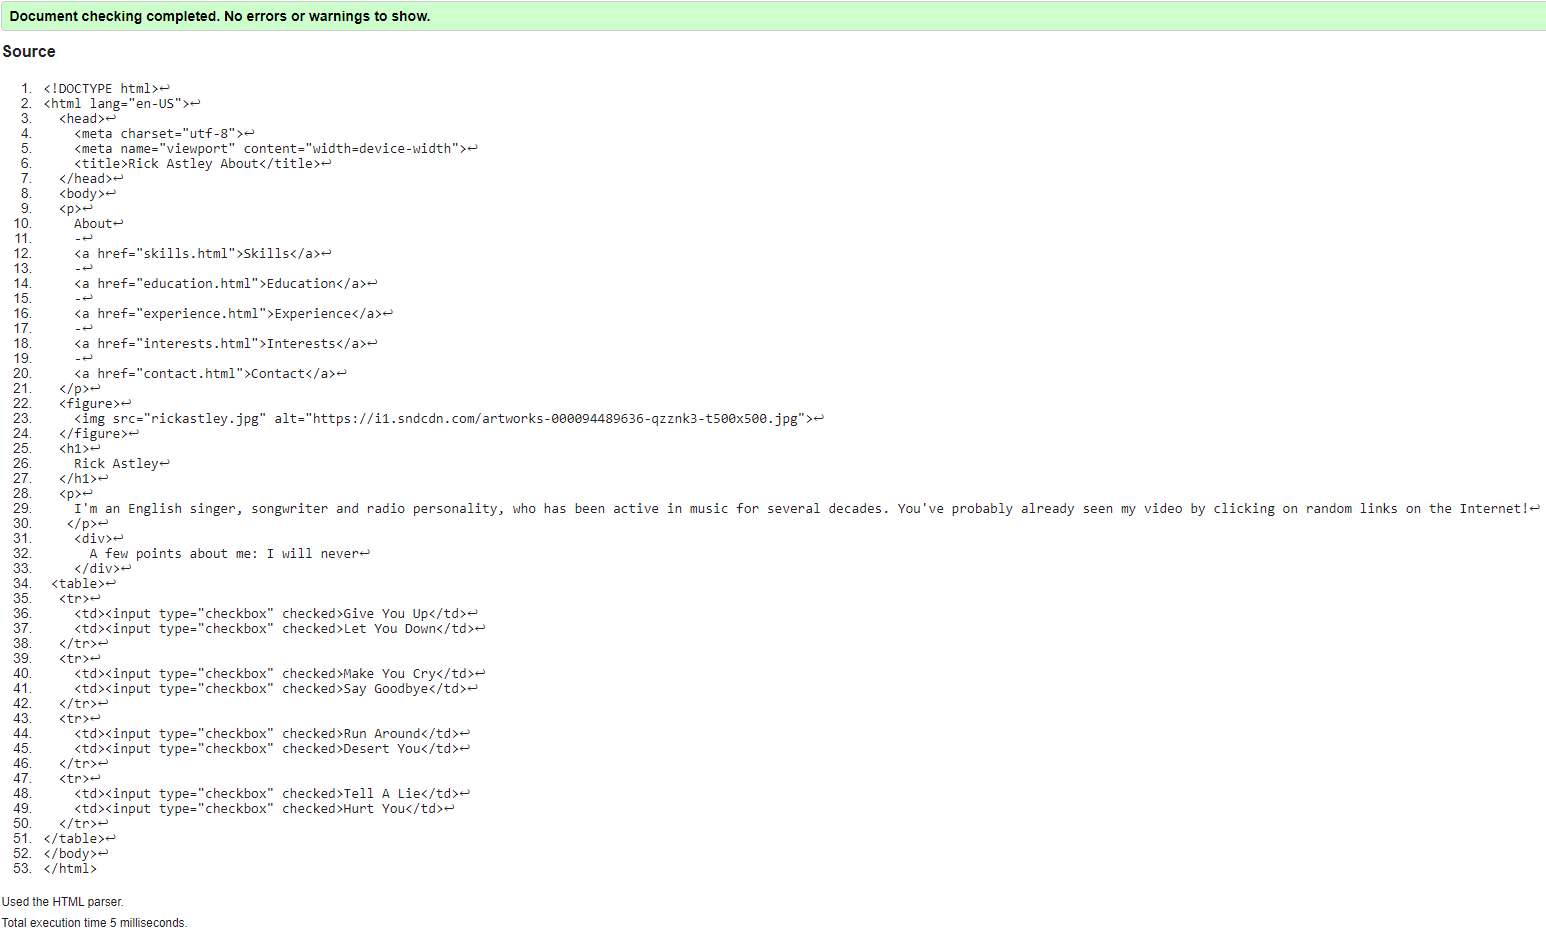 Document checking completed. No errors or warnings to show.
Source
1. <!DOCTYPE html>↩
2. <html lang="en-US">↩
3.   <head>↩
4.     <meta charset="utf-8">↩
5.     <meta name="viewport" content="width=device-width">↩
6.     <title>Rick Astley About</title>↩
7.   </head>↩
8.   <body>↩
9.   <p>↩
10.     About↩
11.     -↩
12.     <a href="skills.html">Skills</a>↩
13.     -↩
14.     <a href="education.html">Education</a>↩
15.     -↩
16.     <a href="experience.html">Experience</a>↩
17.     -↩
18.     <a href="interests.html">Interests</a>↩
19.     -↩
20.     <a href="contact.html">Contact</a>↩
21.   </p>↩
22.   <figure>↩
23.     <img src="rickastley.jpg" alt="https://i1.sndcdn.com/artworks-000094489636-qzznk3-t500x500.jpg">↩
24.   </figure>↩
25.   <h1>↩
26.     Rick Astley↩
27.   </h1>↩
28.   <p>↩
29.     I'm an English singer, songwriter and radio personality, who has been active in music for several decades. You've probably already seen my video by clicking on random links on the Internet!↩
30.    </p>↩
31.     <div>↩
32.       A few points about me: I will never↩
33.     </div>↩
34.  <table>↩
35.   <tr>↩
36.     <td><input type="checkbox" checked>Give You Up</td>↩
37.     <td><input type="checkbox" checked>Let You Down</td>↩
38.   </tr>↩
39.   <tr>↩
40.     <td><input type="checkbox" checked>Make You Cry</td>↩
41.     <td><input type="checkbox" checked>Say Goodbye</td>↩
42.   </tr>↩
43.   <tr>↩
44.     <td><input type="checkbox" checked>Run Around</td>↩
45.     <td><input type="checkbox" checked>Desert You</td>↩
46.   </tr>↩
47.   <tr>↩
48.     <td><input type="checkbox" checked>Tell A Lie</td>↩
49.     <td><input type="checkbox" checked>Hurt You</td>↩
50.   </tr>↩
51. </table>↩
52. </body>↩
53. </html>
Used the HTML parser.
Total execution time 5 milliseconds.